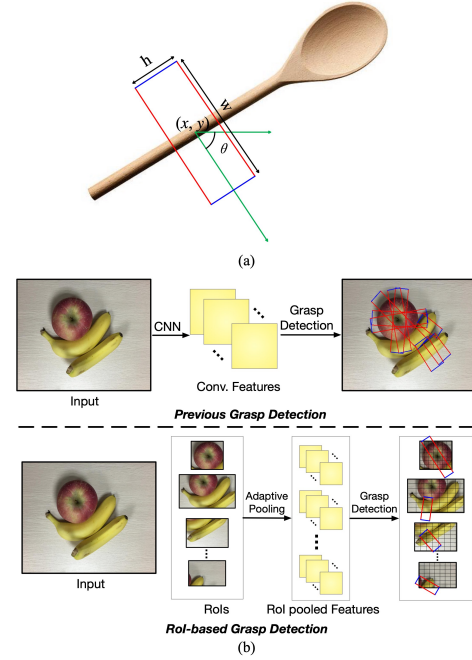 h
w
(x, y)
θ
(a)
CNN
Grasp
Detection
Input
Conv. Features
Previous Grasp Detection
Adaptive
Pooling
Grasp
Detection
Input
RoIs
RoI pooled Features
RoI-based Grasp Detection
(b)